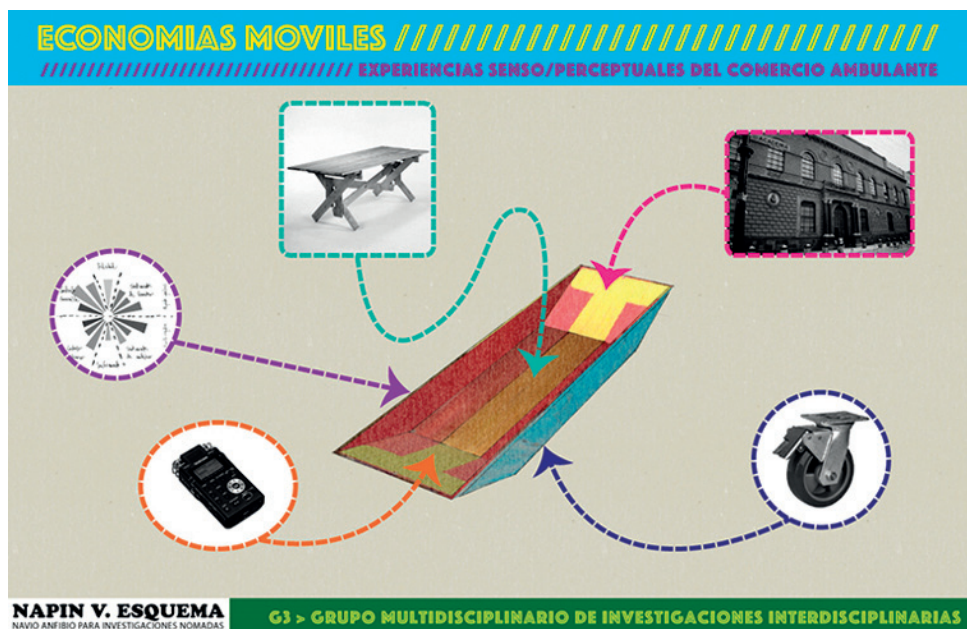 ECONOMIAS MOVILES ////////////////////////////////////
///////////////////////////////// EXPERIENCIAS SENSO/PERCEPTUALES DEL COMERCIO AMBULANTE
NAPIN V. ESQUEMA
NAVIO ANFIBIO PARA INVESTIGACIONES NOMADAS
G3 > GRUPO MULTIDISCIPLINARIO DE INVESTIGACIONES INTERDISCIPLINARIAS